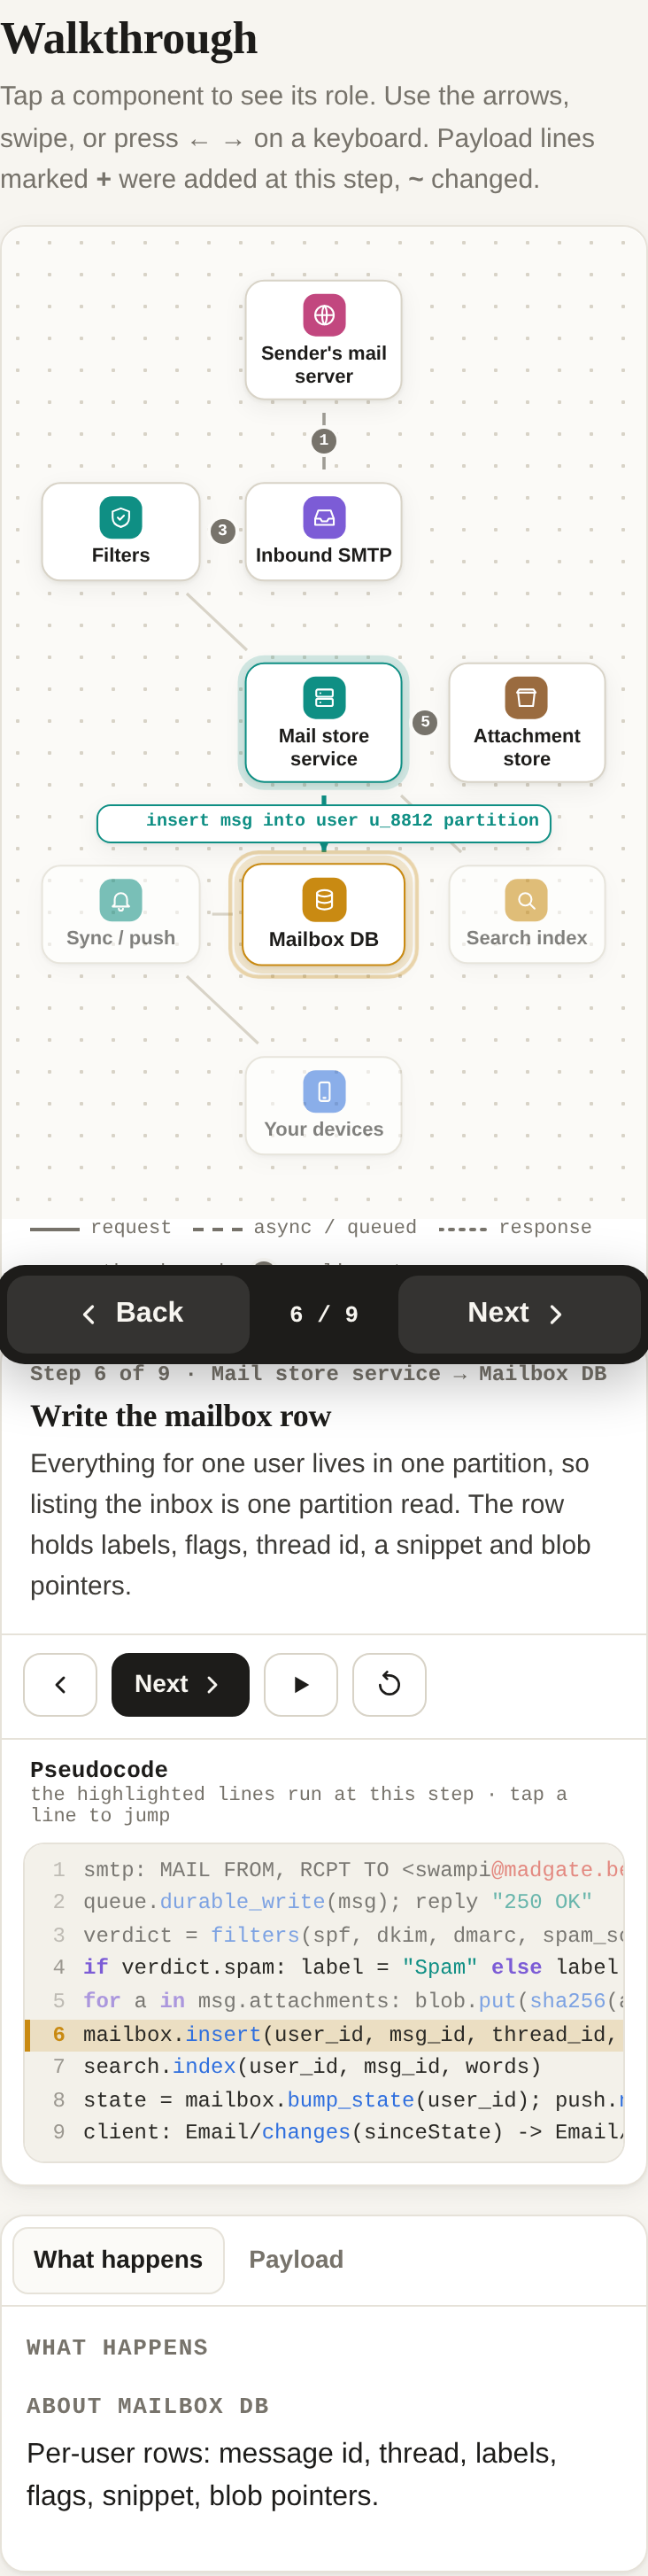 Walkthrough
Tap a component to see its role. Use the arrows,
swipe, or press ← → on a keyboard. Payload lines
marked + were added at this step, ~ changed.
Sender's mail
server
1
Filters
3
Inbound SMTP
Mail store
service
5
Attachment
store
insert msg into user u_8812 partition
Sync / push
Mailbox DB
Search index
Your devices
request
async / queued
response
Back
6 / 9
Next
Step 6 of 9 · Mail store service → Mailbox DB
Write the mailbox row
Everything for one user lives in one partition, so
listing the inbox is one partition read. The row
holds labels, flags, thread id, a snippet and blob
pointers.
Next
Pseudocode
the highlighted lines run at this step · tap a
line to jump
1 smtp: MAIL FROM, RCPT TO <swampi@madgate.be
2 queue.durable_write(msg); reply "250 OK"
3 verdict = filters(spf, dkim, dmarc, spam_sc
4 if verdict.spam: label = "Spam" else label
5 for a in msg.attachments: blob.put(sha256(a
6 mailbox.insert(user_id, msg_id, thread_id,
7 search.index(user_id, msg_id, words)
8 state = mailbox.bump_state(user_id); push.
9 client: Email/changes(sinceState) -> Email/
What happens
Payload
WHAT HAPPENS
ABOUT MAILBOX DB
Per-user rows: message id, thread, labels,
flags, snippet, blob pointers.